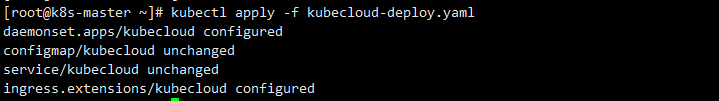 [root@k8s-master ~]# kubectl apply -f kubecloud-deploy.yaml
daemonset.apps/kubecloud configured
configmap/kubecloud unchanged
service/kubecloud unchanged
ingress.extensions/kubecloud configured